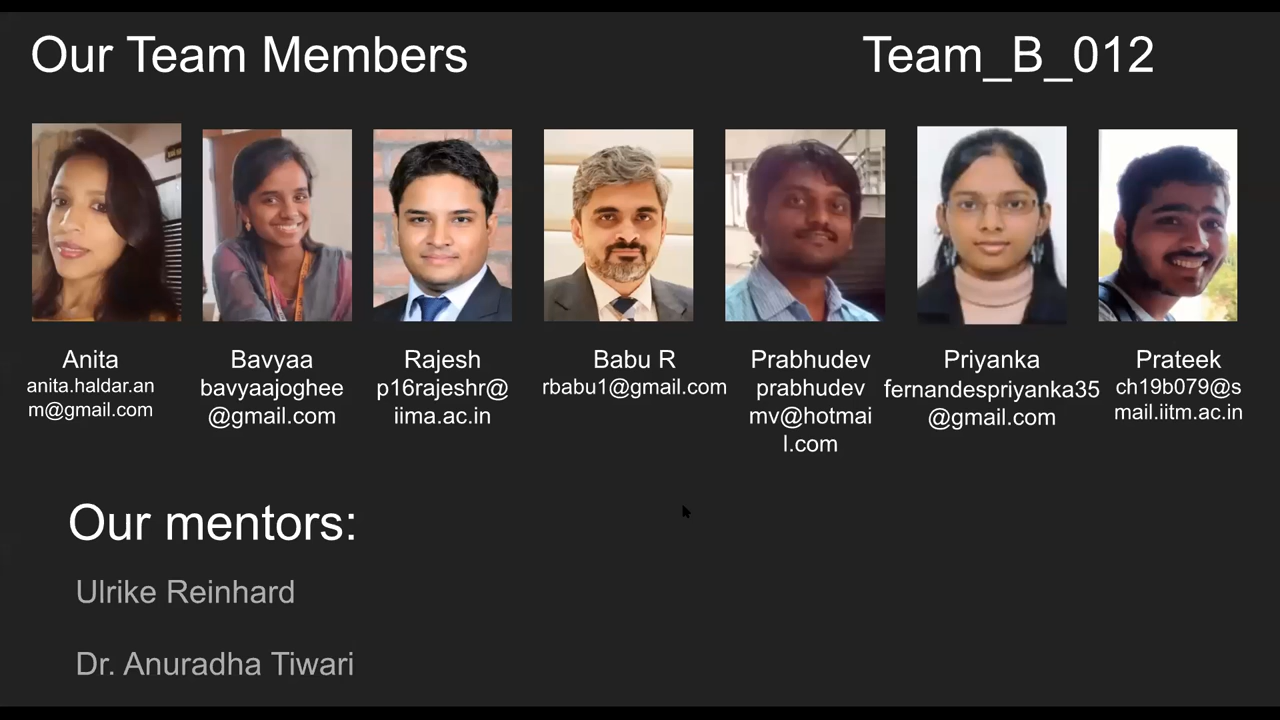 Our Team Members
Team_B_012
Anita
anita.haldar.an
m@gmail.com
Bavyaa
bavyaajoghee
@gmail.com
Rajesh
p16rajeshr@
iima.ac.in
Babu R
rbabu1@gmail.com
Prabhudev
prabhudev
mv@hotmai
l.com
Priyanka
fernandespriyanka35
@gmail.com
Prateek
ch19b079@s
mail.iitm.ac.in
Our mentors:
Ulrike Reinhard
Dr. Anuradha Tiwari